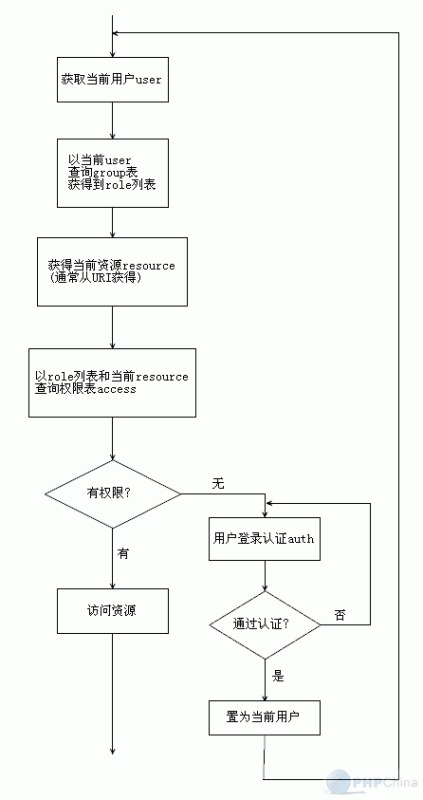 获取当前用户user
以当前user
查询group表
获得到role列表
获得当前资源resource
(通常从URI获得)
以role列表和当前resource
查询权限表access
有权限?
无
有
用户登录认证auth
访问资源
通过认证?
否
是
置为当前用户
PHPChina